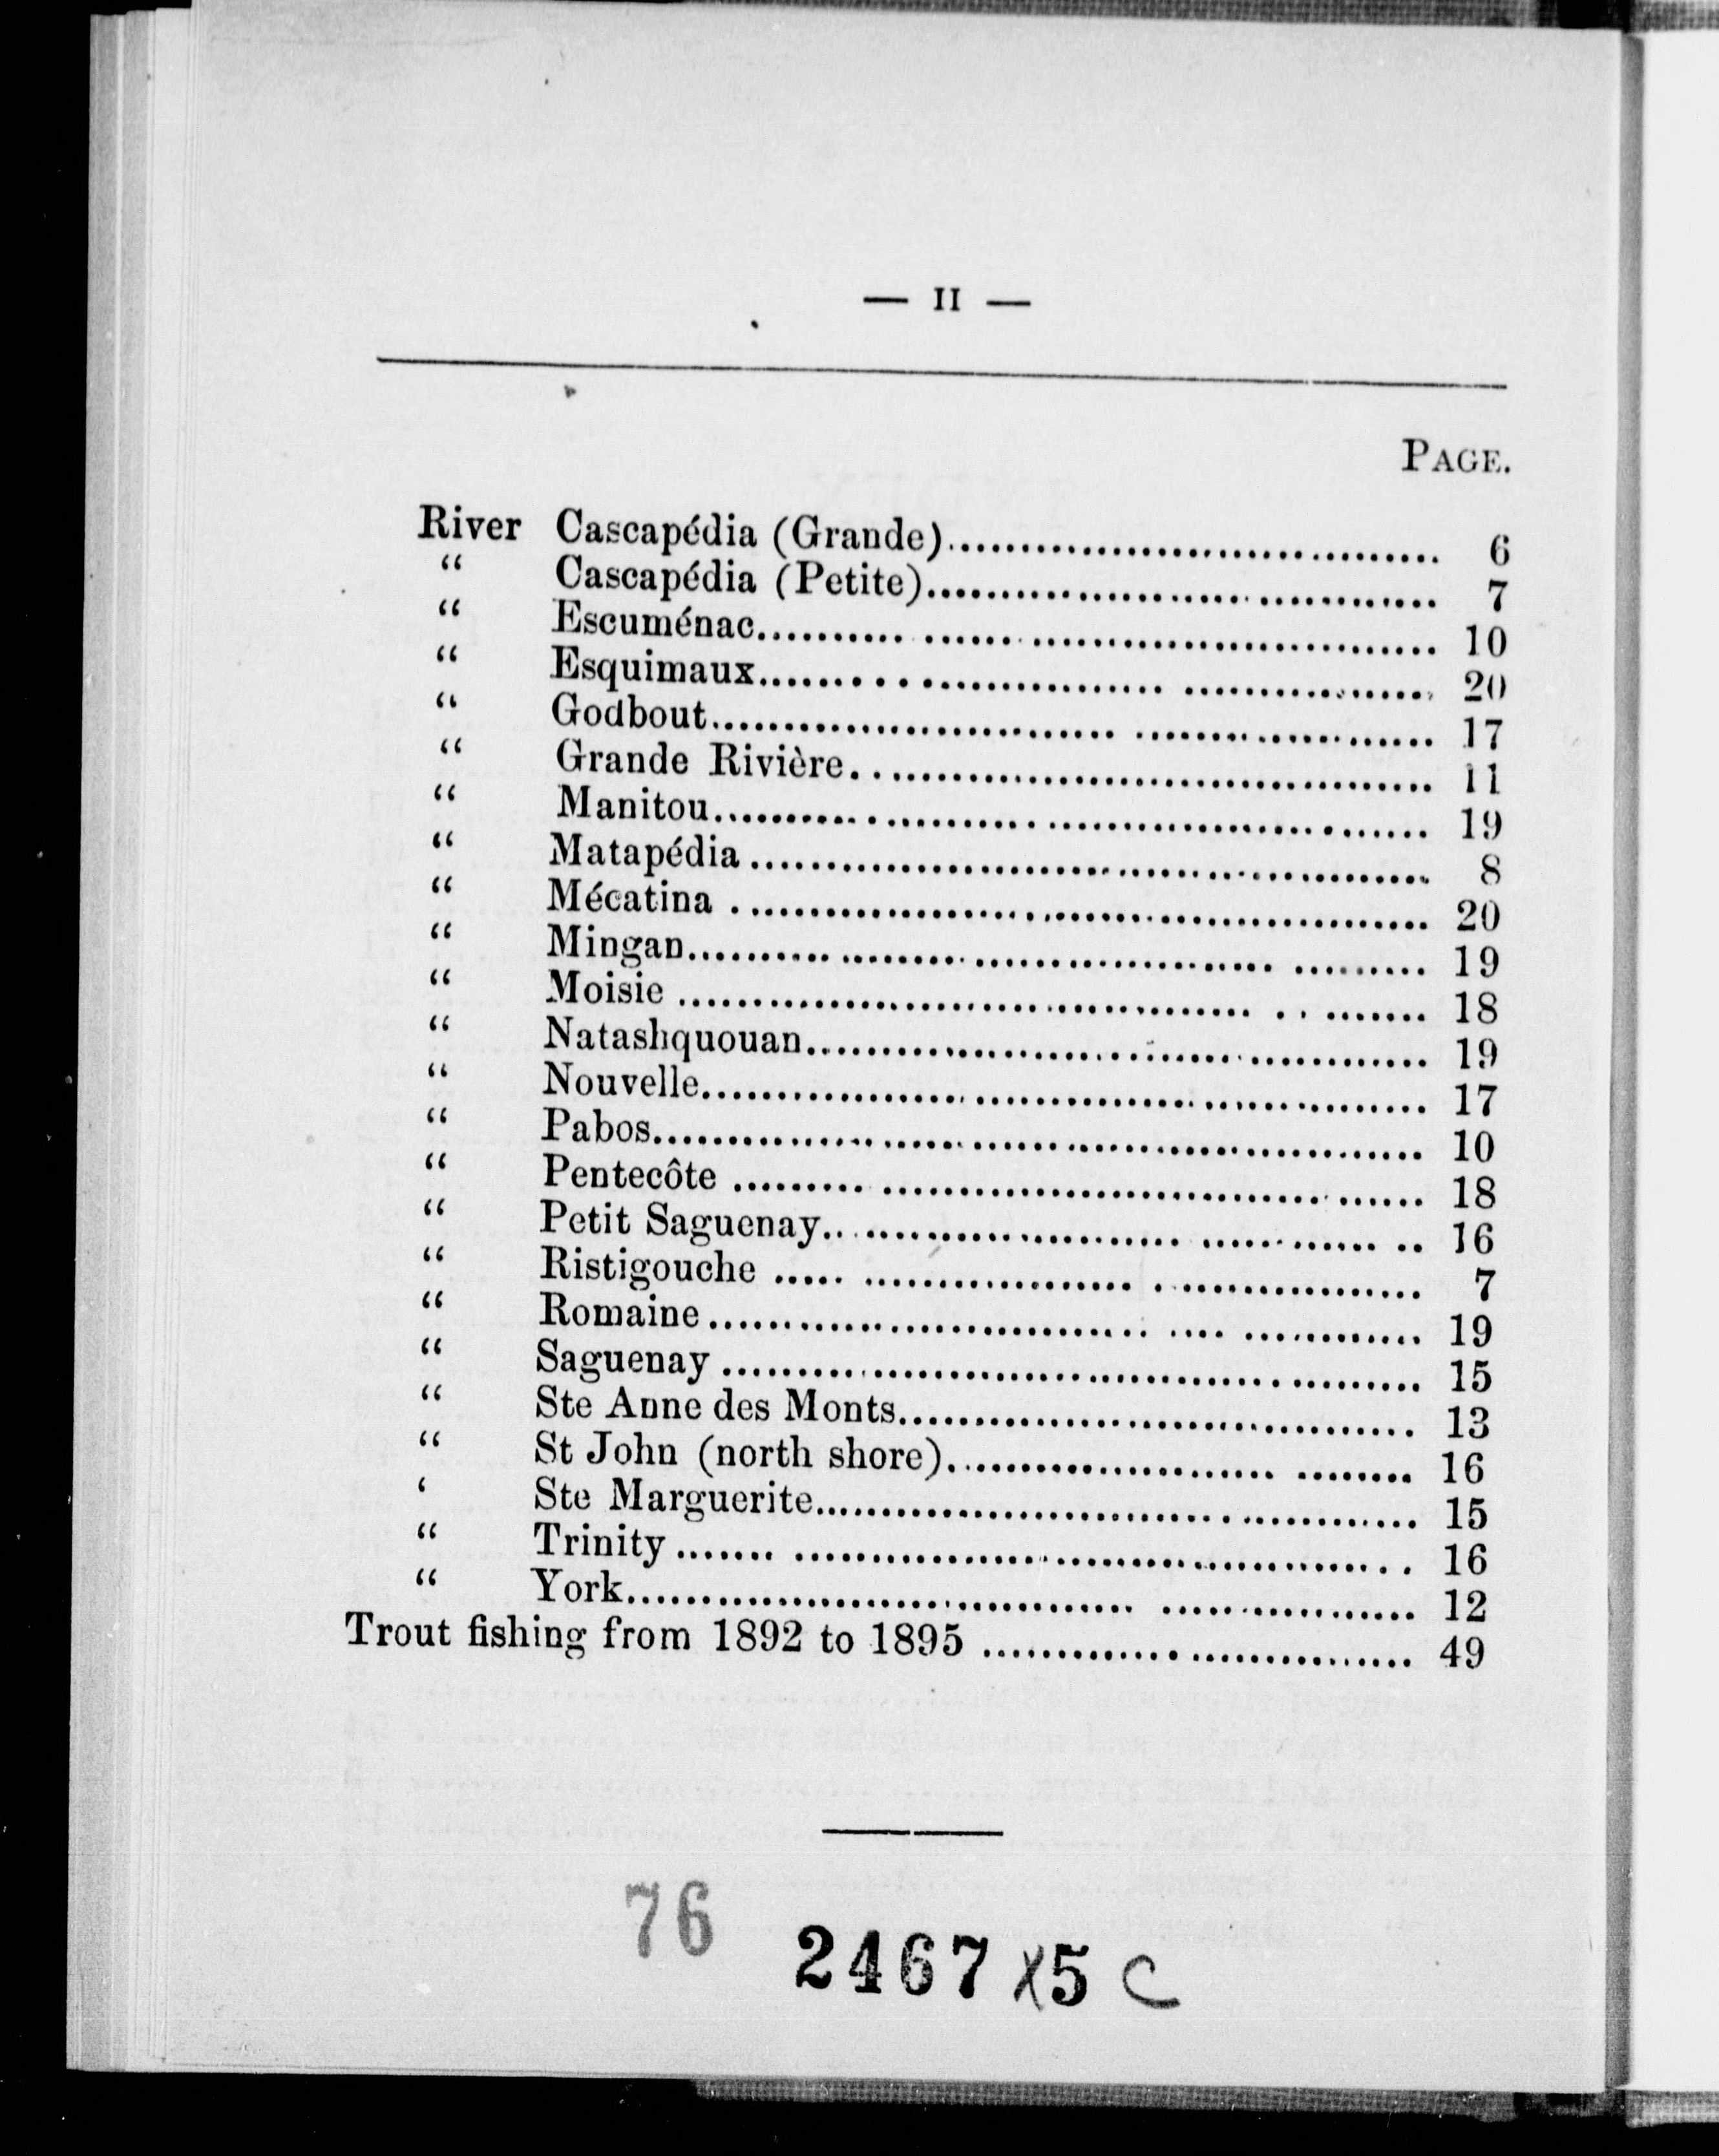 — II —
PAGE.
River Cascapédia (Grande)........................ 6
“ Cascapédia (Petite)........................ 7
“ Escuménac........................ 10
“ Esquimaux........................ 20
“ Godbout........................ 17
“ Grande Rivière........................ 11
“ Manitou........................ 19
“ Matapédia ........................ 8
“ Mécatina ........................ 20
“ Mingan........................ 19
“ Moisie ........................ 18
“ Natashquouan........................ 19
“ Nouvelle........................ 17
“ Pabos........................ 10
“ Pentecôte ........................ 18
“ Petit Saguenay........................ 16
“ Ristigouche ........................ 7
“ Romaine........................ 19
“ Saguenay ........................ 15
“ Ste Anne des Monts........................ 13
“ St John (north shore)........................ 16
‘ Ste Marguerite........................ 15
“ Trinity ........................ 16
“ York........................ 12
Trout fishing from 1892 to 1895 ........................ 49
76
2467 x5 C